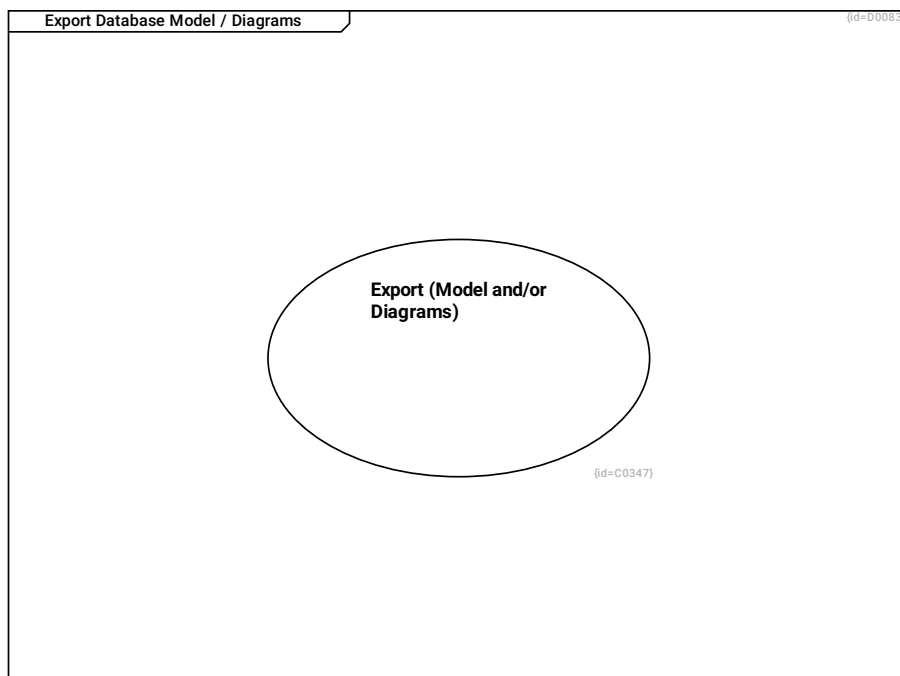 Export Database Model / Diagrams
{id=D0083
Export (Model and/or
Diagrams)
{id=C0347}